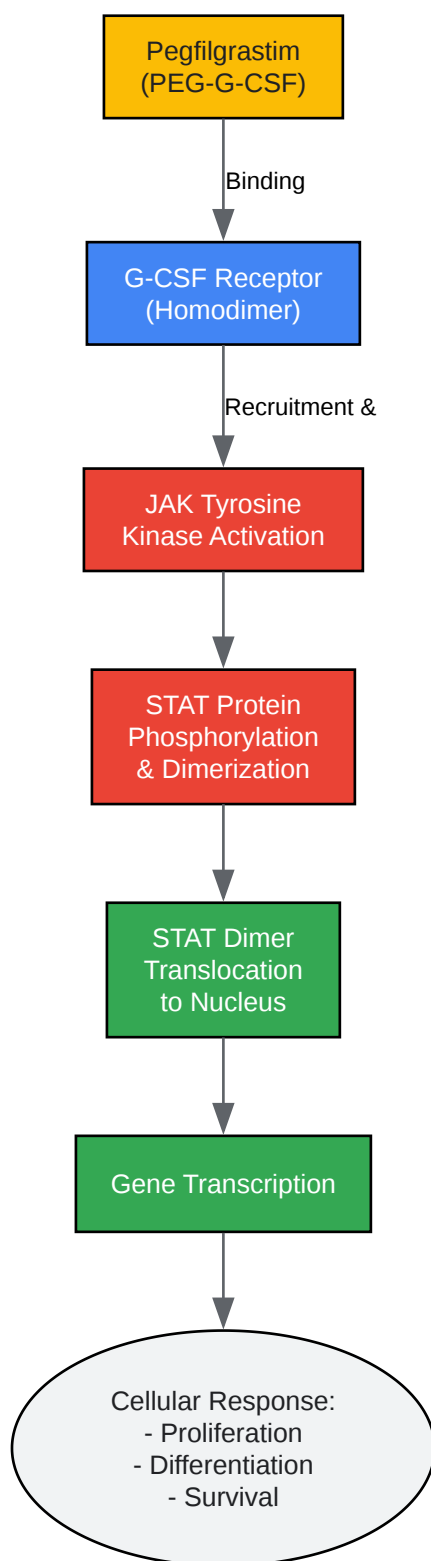 Pegfilgrastim
(PEG-G-CSF)
Binding
G-CSF Receptor
(Homodimer)
Recruitment &
JAK Tyrosine
Kinase Activation
STAT Protein
Phosphorylation
& Dimerization
STAT Dimer
Translocation
to Nucleus
Gene Transcription
Cellular Response:
- Proliferation
- Differentiation
- Survival